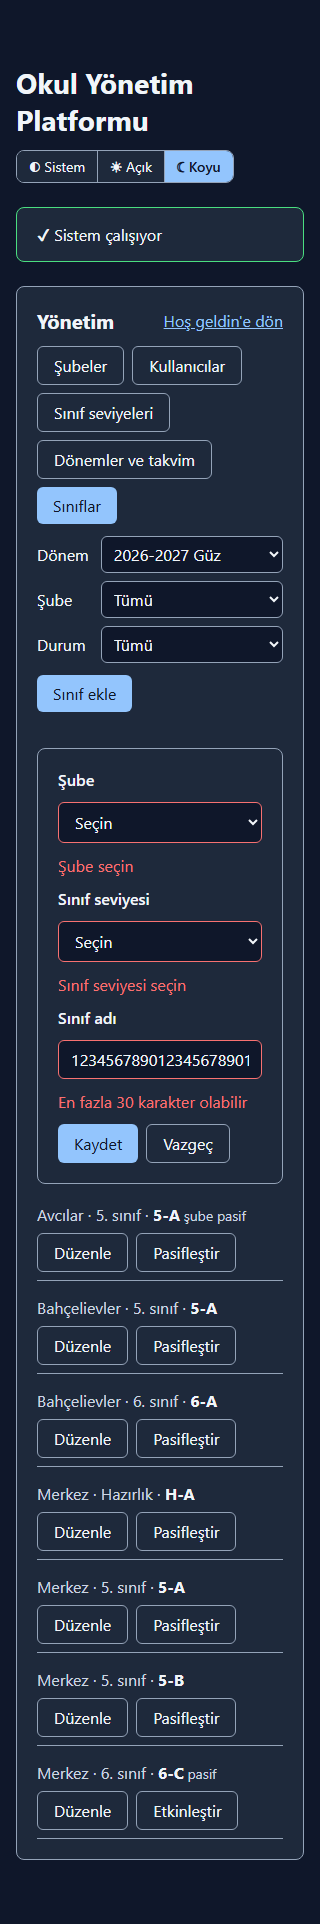 Okul Yönetim
Platformu
◐ Sistem ☀ Açık ☾ Koyu
✓ Sistem çalışıyor
Yönetim Hoş geldin'e dön
Şubeler Kullanıcılar
Sınıf seviyeleri
Dönemler ve takvim
Sınıflar
Dönem 2026-2027 Güz
Şube Tümü
Durum Tümü
Sınıf ekle
Şube
Seçin
Şube seçin
Sınıf seviyesi
Seçin
Sınıf seviyesi seçin
Sınıf adı
123456789012345678901
En fazla 30 karakter olabilir
Kaydet Vazgeç
Avcılar · 5. sınıf · 5-A şube pasif
Düzenle Pasifleştir
Bahçelievler · 5. sınıf · 5-A
Düzenle Pasifleştir
Bahçelievler · 6. sınıf · 6-A
Düzenle Pasifleştir
Merkez · Hazırlık · H-A
Düzenle Pasifleştir
Merkez · 5. sınıf · 5-A
Düzenle Pasifleştir
Merkez · 5. sınıf · 5-B
Düzenle Pasifleştir
Merkez · 6. sınıf · 6-C pasif
Düzenle Etkinleştir